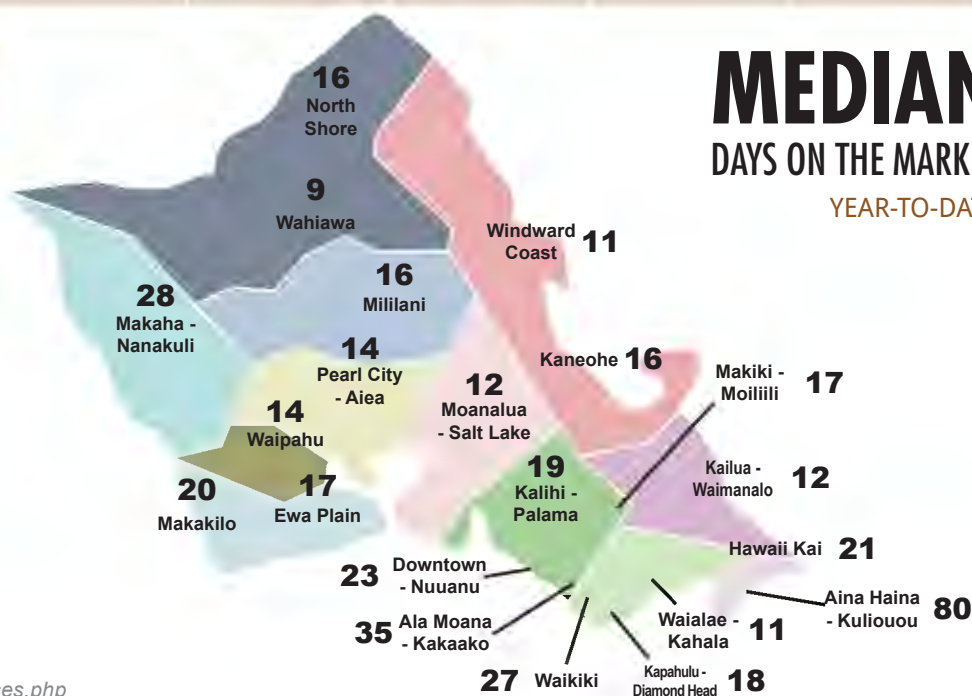 MEDIAN
DAYS ON THE MARK
YEAR-TO-DAT
16
North
Shore
9
Wahiawa
Windward
Coast 11
16
Mililani
28
Makaha -
Nanakuli
14
Pearl City
- Aiea
Kaneohe 16
12
Moanalua
- Salt Lake
Makiki -
Moiliili 17
14
Waipahu
19
Kalihi -
Palama
Kailua -
Waimanalo 12
20
Makakilo
17
Ewa Plain
Hawaii Kai 21
23 Downtown
- Nuuanu
Aina Haina
- Kuliouou 80
35 Ala Moana
- Kakaako
Waialae -
Kahala 11
27 Waikiki
Kapahulu -
Diamond Head 18
es.php